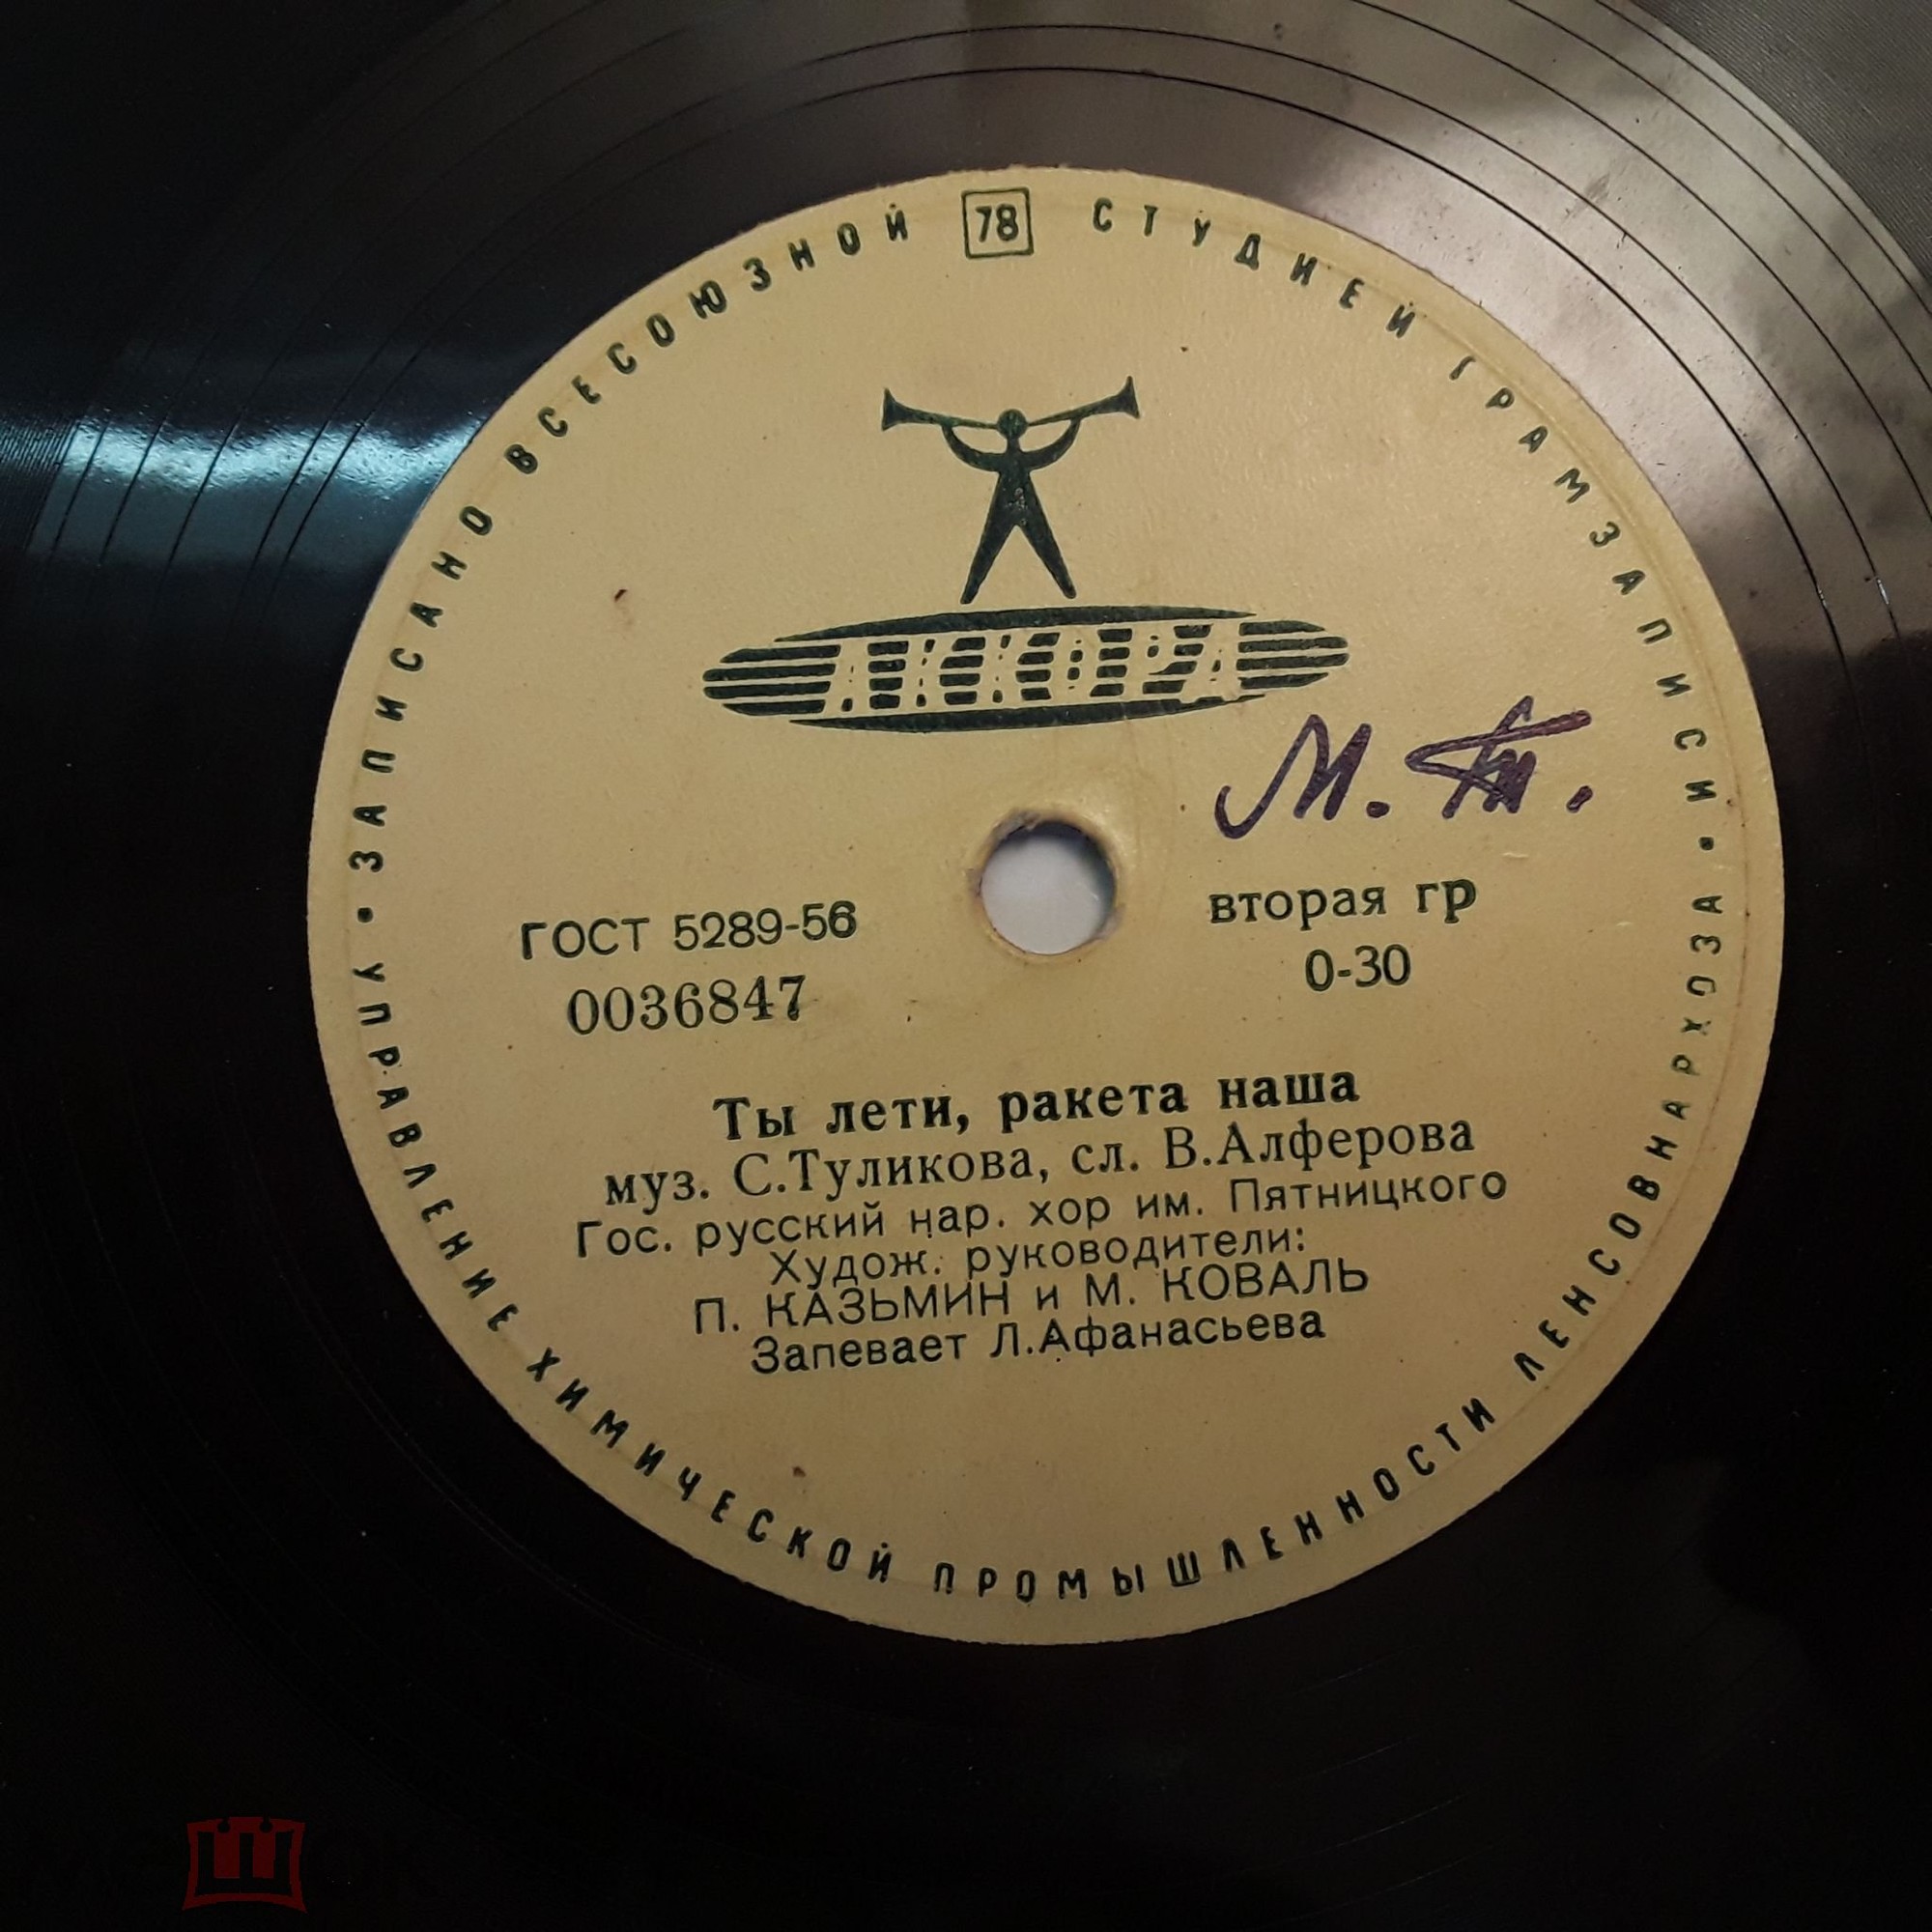 ЗАПИСАНО ВСЕСОЮЗНОЙ 78 СТУДИЕЙ ГРАМЗАПИСИ •
АККОРД
М.
ГОСТ 5289-56
вторая гр
0036847
0-30
Ты лети, ракета наша
муз. С.Туликова, сл. В.Алферова
Гос. русский нар. хор им. Пятницкого
Худож. руководители:
П. КАЗЬМИН и М. КОВАЛЬ
Запевает Л.Афанасьева
• УПРАВЛЕНИЕ ХИМИЧЕСКОЙ ПРОМЫШЛЕННОСТИ ЛЕНСОВНАРХОЗА
Ш